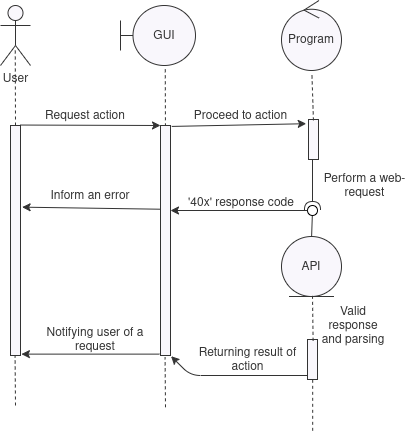 GUI
Program
User
Request action
Proceed to action
Perform a web-
request
Inform an error
'40x' response code
API
Valid
response
and parsing
Notifying user of a
request
Returning result of
action